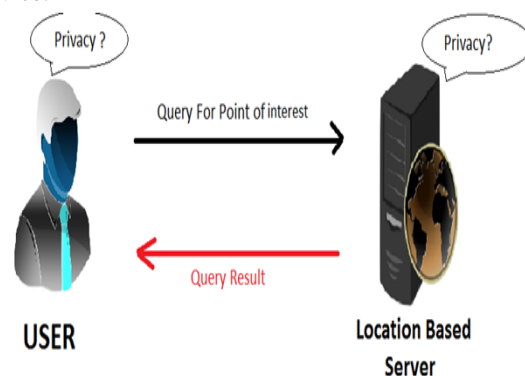 Privacy ?
Privacy?
Query For Point of interest
Query Result
USER
Location Based
Server